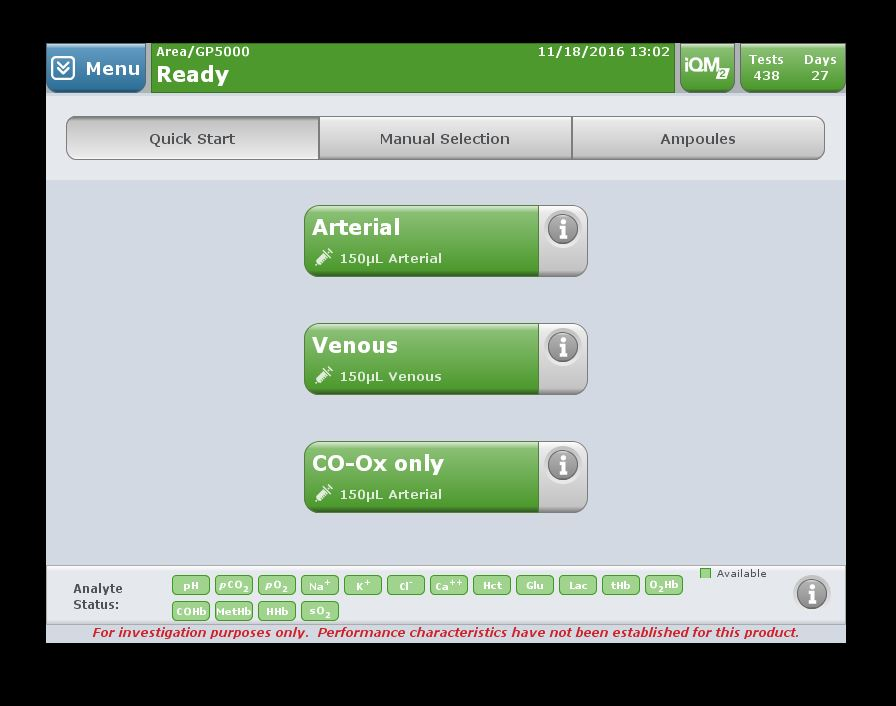 Menu
Area/GP5000 11/18/2016 13:02
Ready
iQM2
Tests Days
438 27
Quick Start Manual Selection Ampoules
Arterial
i
150µL Arterial
Venous
i
150µL Venous
CO-Ox only
i
150µL Arterial
Available
Analyte
Status:
pH pCO2 pO2 Na+ K+ Cl- Ca++ Hct Glu Lac tHb O2Hb
i
COHb MetHb HHb sO2
For investigation purposes only. Performance characteristics have not been established for this product.